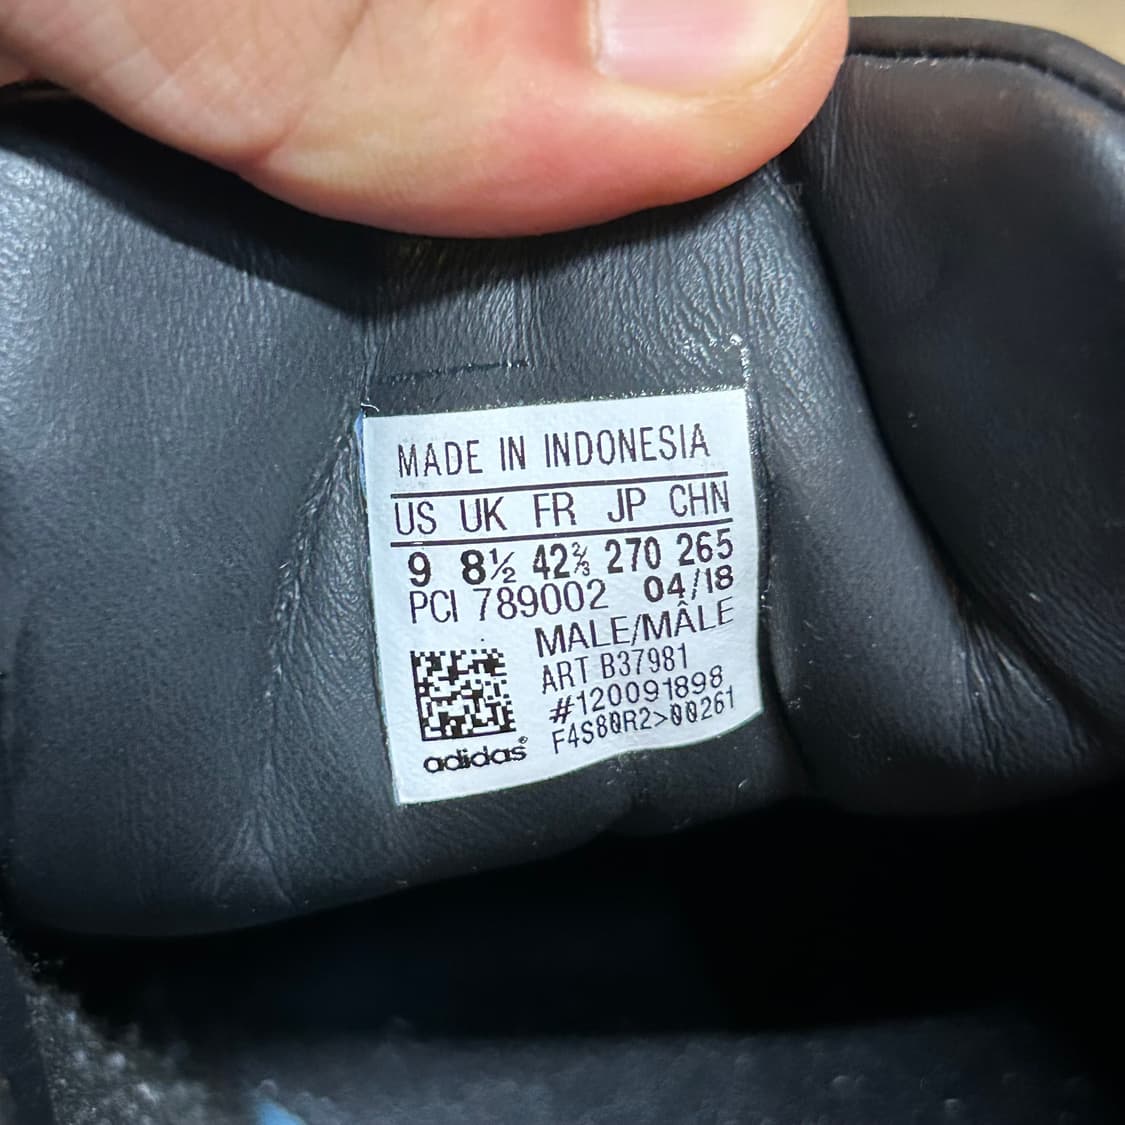 MADE IN INDONESIA
US UK FR JP CHN
9 8½ 42⅔ 270 265
PCI 789002 04/18
MALE/MÂLE
ART B37981
#120091898
F4S80R2>00261
adidas®